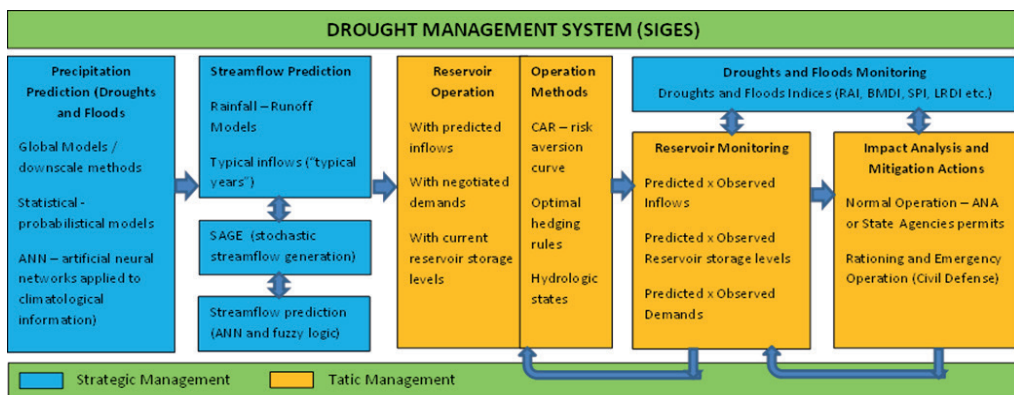 DROUGHT MANAGEMENT SYSTEM (SIGES)
Precipitation
Prediction (Droughts
and Floods
Global Models /
downscale methods
Statistical -
probabilistical models
ANN – artificial neural
networks applied to
climatological
information)
Streamflow Prediction
Rainfall – Runoff
Models
Typical inflows ("typical
years")
SAGE (stochastic
streamflow generation)
Streamflow prediction
(ANN and fuzzy logic)
Reservoir
Operation
With predicted
inflows
With negotiated
demands
With current
reservoir storage
levels
Operation
Methods
CAR – risk
aversion
curve
Optimal
hedging
rules
Hydrologic
states
Droughts and Floods Monitoring
Droughts and Floods Indices (RAI, BMDI, SPI, LRDI etc.)
Reservoir Monitoring
Predicted x Observed
Inflows
Predicted x Observed
Reservoir storage levels
Predicted x Observed
Demands
Impact Analysis and
Mitigation Actions
Normal Operation – ANA
or State Agencies permits
Rationing and Emergency
Operation (Civil Defense)
Strategic Management
Tatic Management